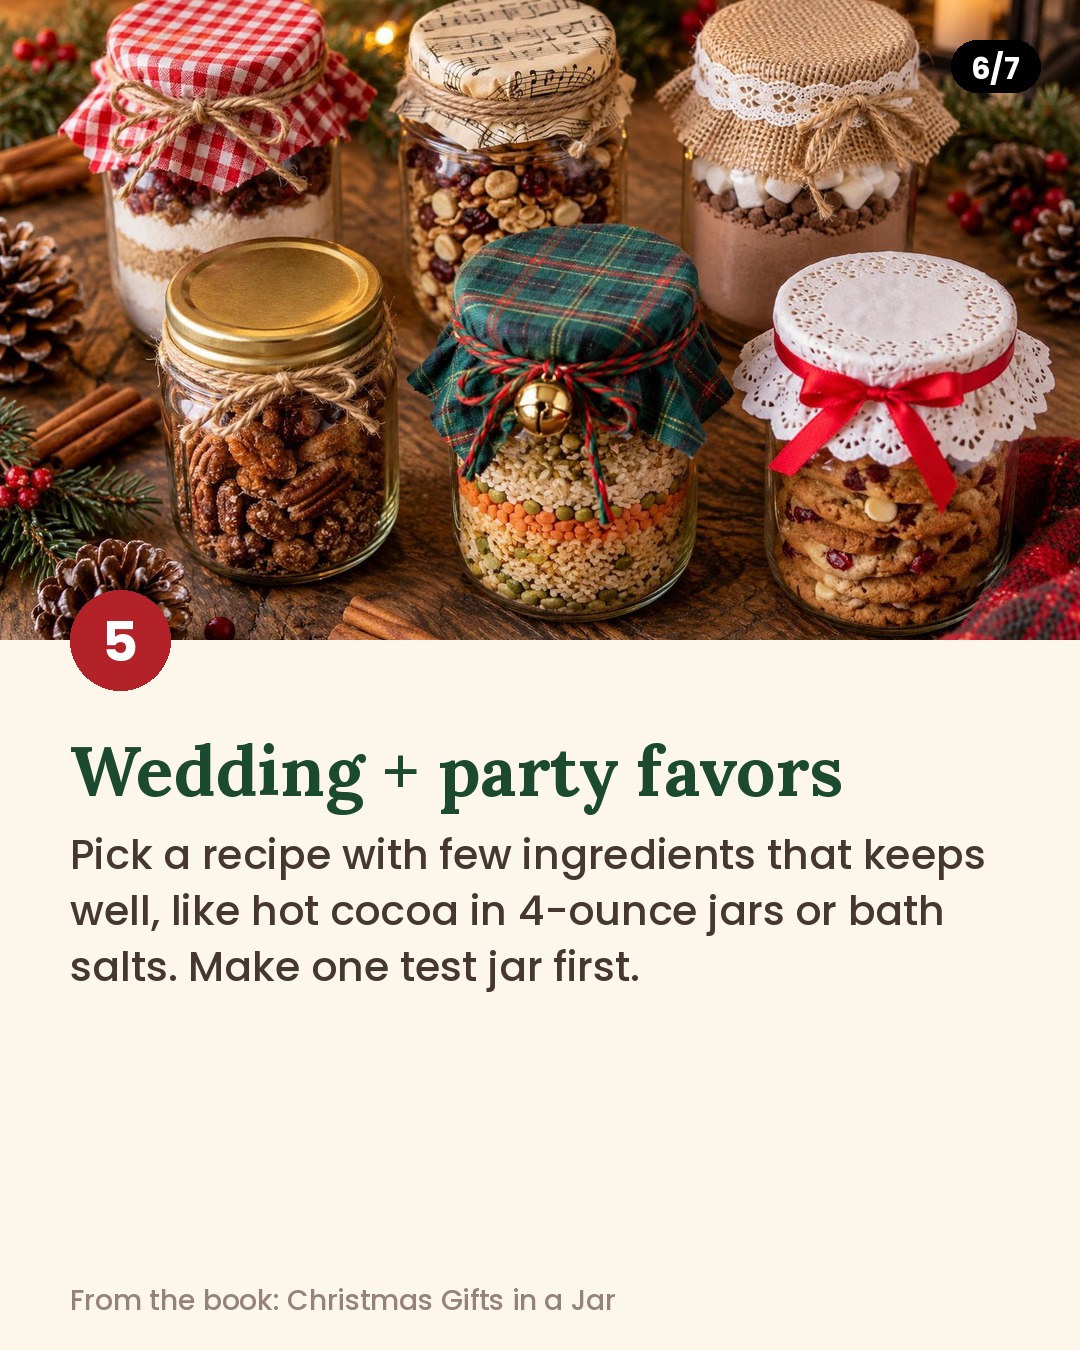 6/7
5
Wedding + party favors
Pick a recipe with few ingredients that keeps
well, like hot cocoa in 4-ounce jars or bath
salts. Make one test jar first.
From the book: Christmas Gifts in a Jar